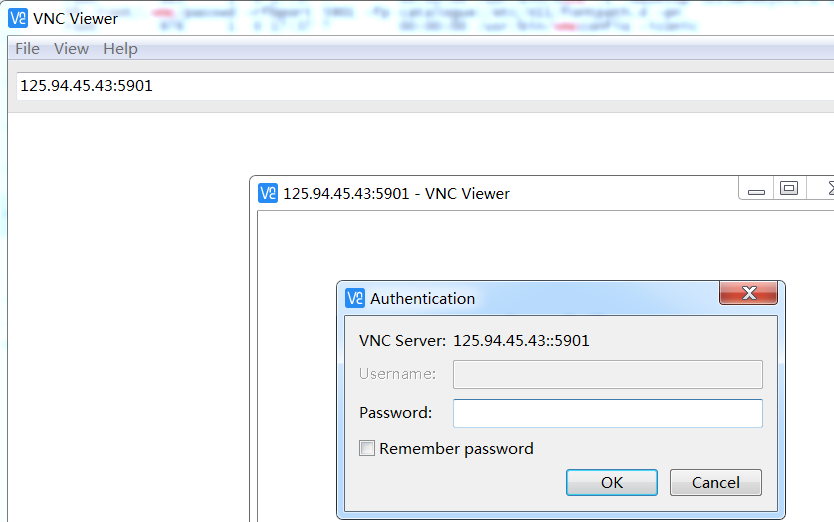 VNC Viewer
File View Help
125.94.45.43:5901
125.94.45.43:5901 - VNC Viewer
Authentication
VNC Server: 125.94.45.43::5901
Username:
Password:
Remember password
OK Cancel